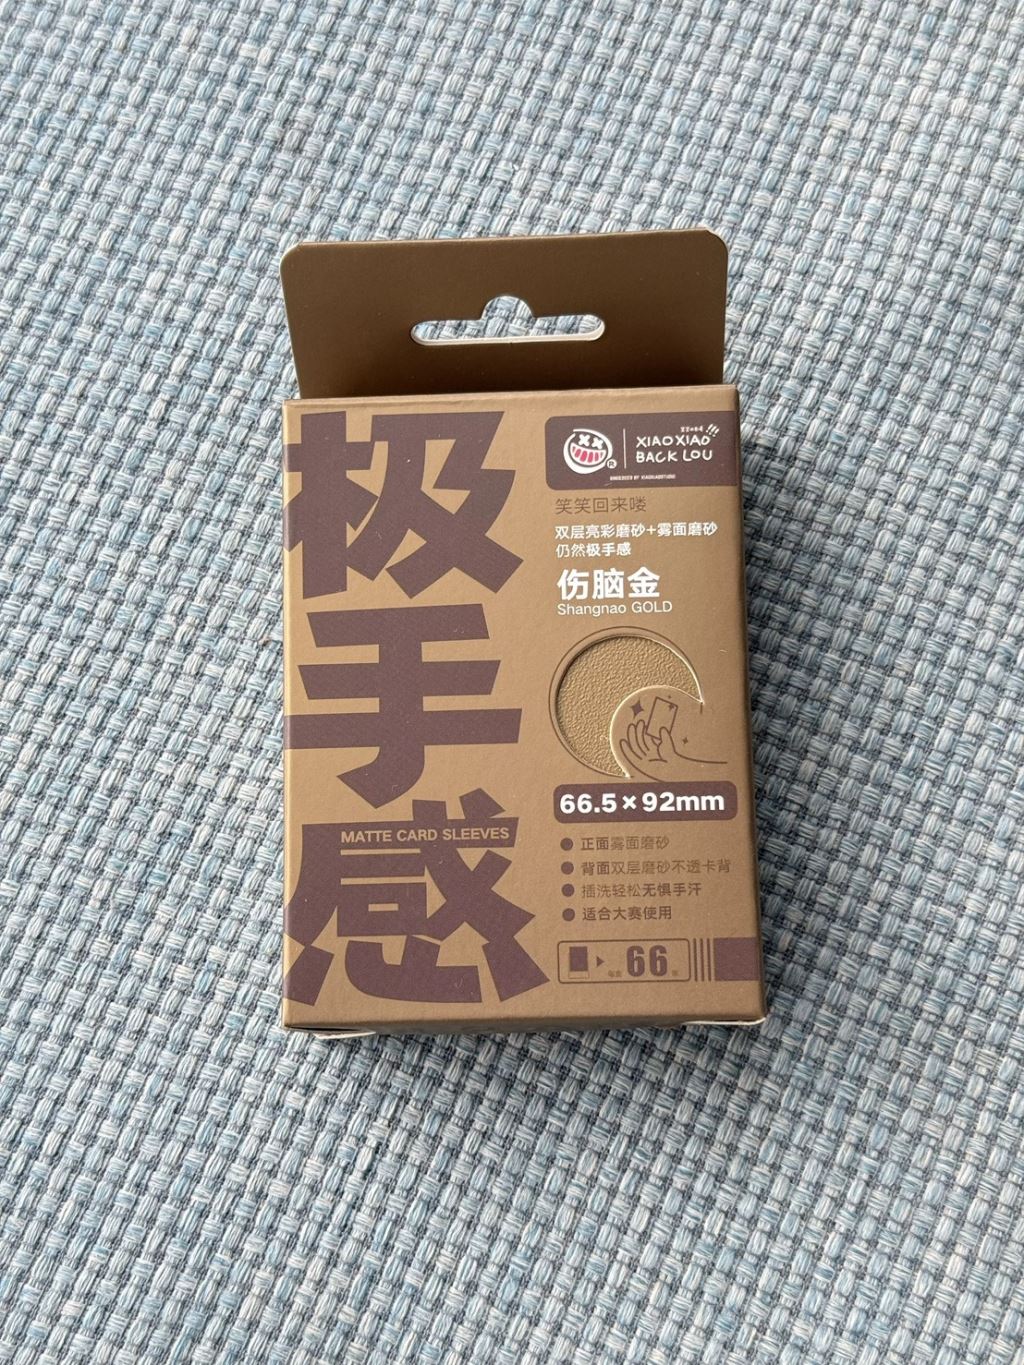 极手感
MATTE CARD SLEEVES
XIAO XIAO
BACK LOU
笑笑回来喽
双层亮彩磨砂+雾面磨砂
仍然极手感
伤脑金
Shangnao GOLD
66.5×92mm
正面雾面磨砂
背面双层磨砂不透卡背
插洗轻松无惧手汗
适合大赛使用
66